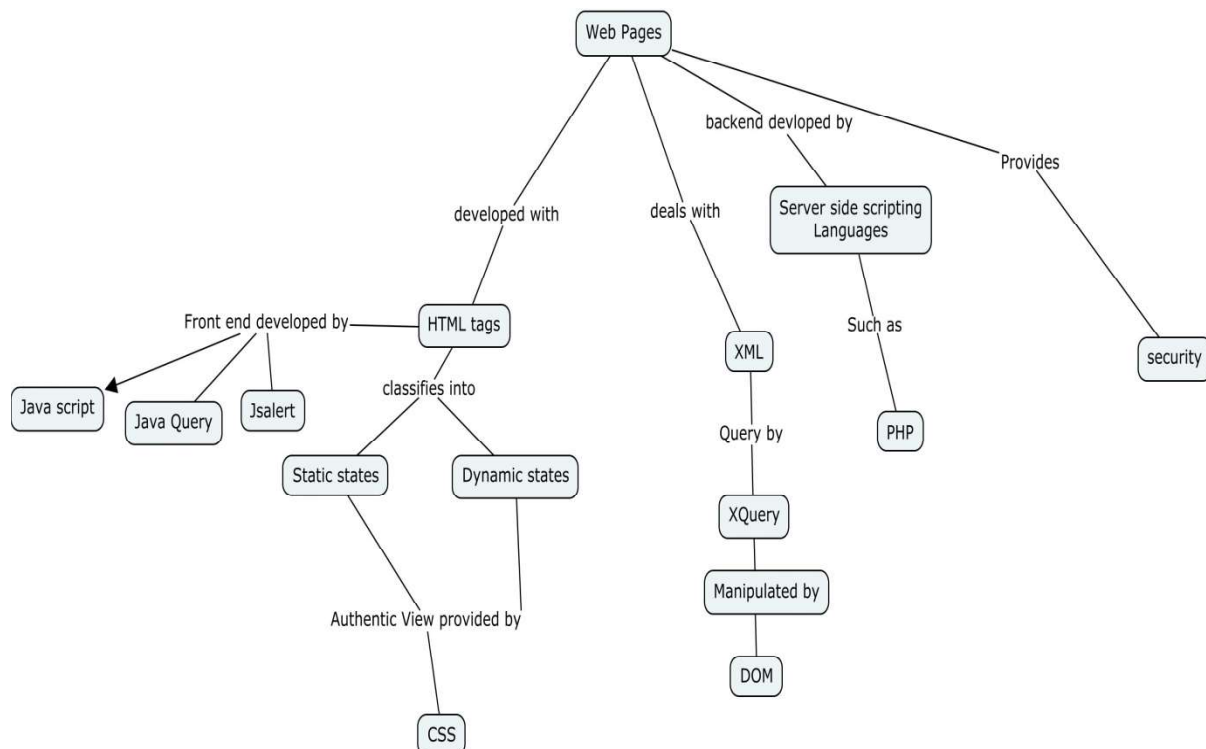 Web Pages
backend devloped by
Provides
developed with
deals with
Server side scripting
Languages
Front end developed by
HTML tags
Such as
XML
security
Java script
Java Query
Jsalert
classifies into
PHP
Query by
Static states
Dynamic states
XQuery
Manipulated by
Authentic View provided by
DOM
CSS